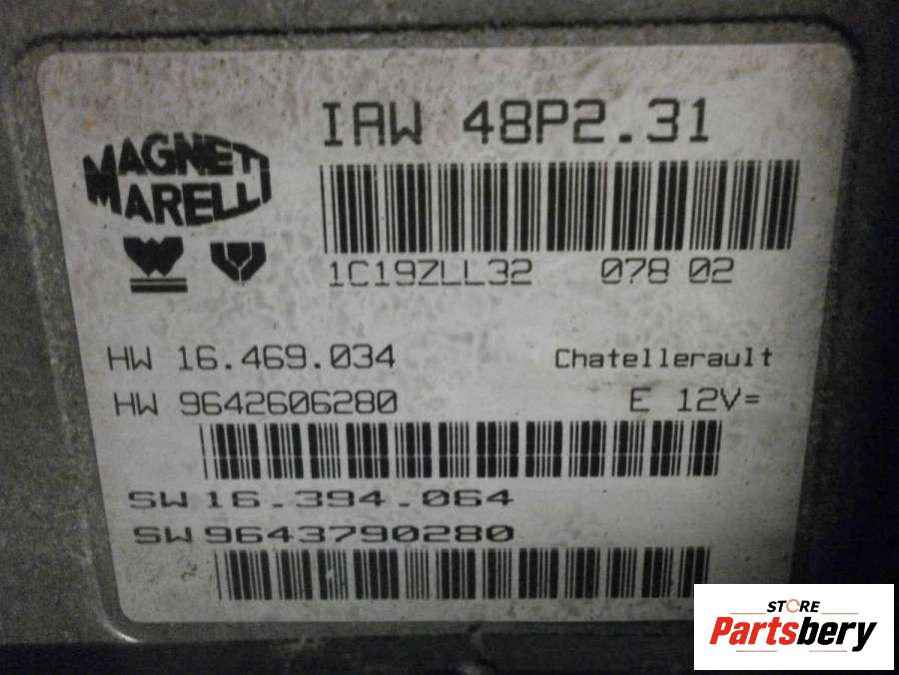 MAGNETI
MARELLI
IAW 48P2.31
1C19ZLL32 078 02
HW 16.469.034 Chatellerault
HW 9642606280 E 12V=
SW 16.394.064
SW 9643790280
STORE
Partsbery